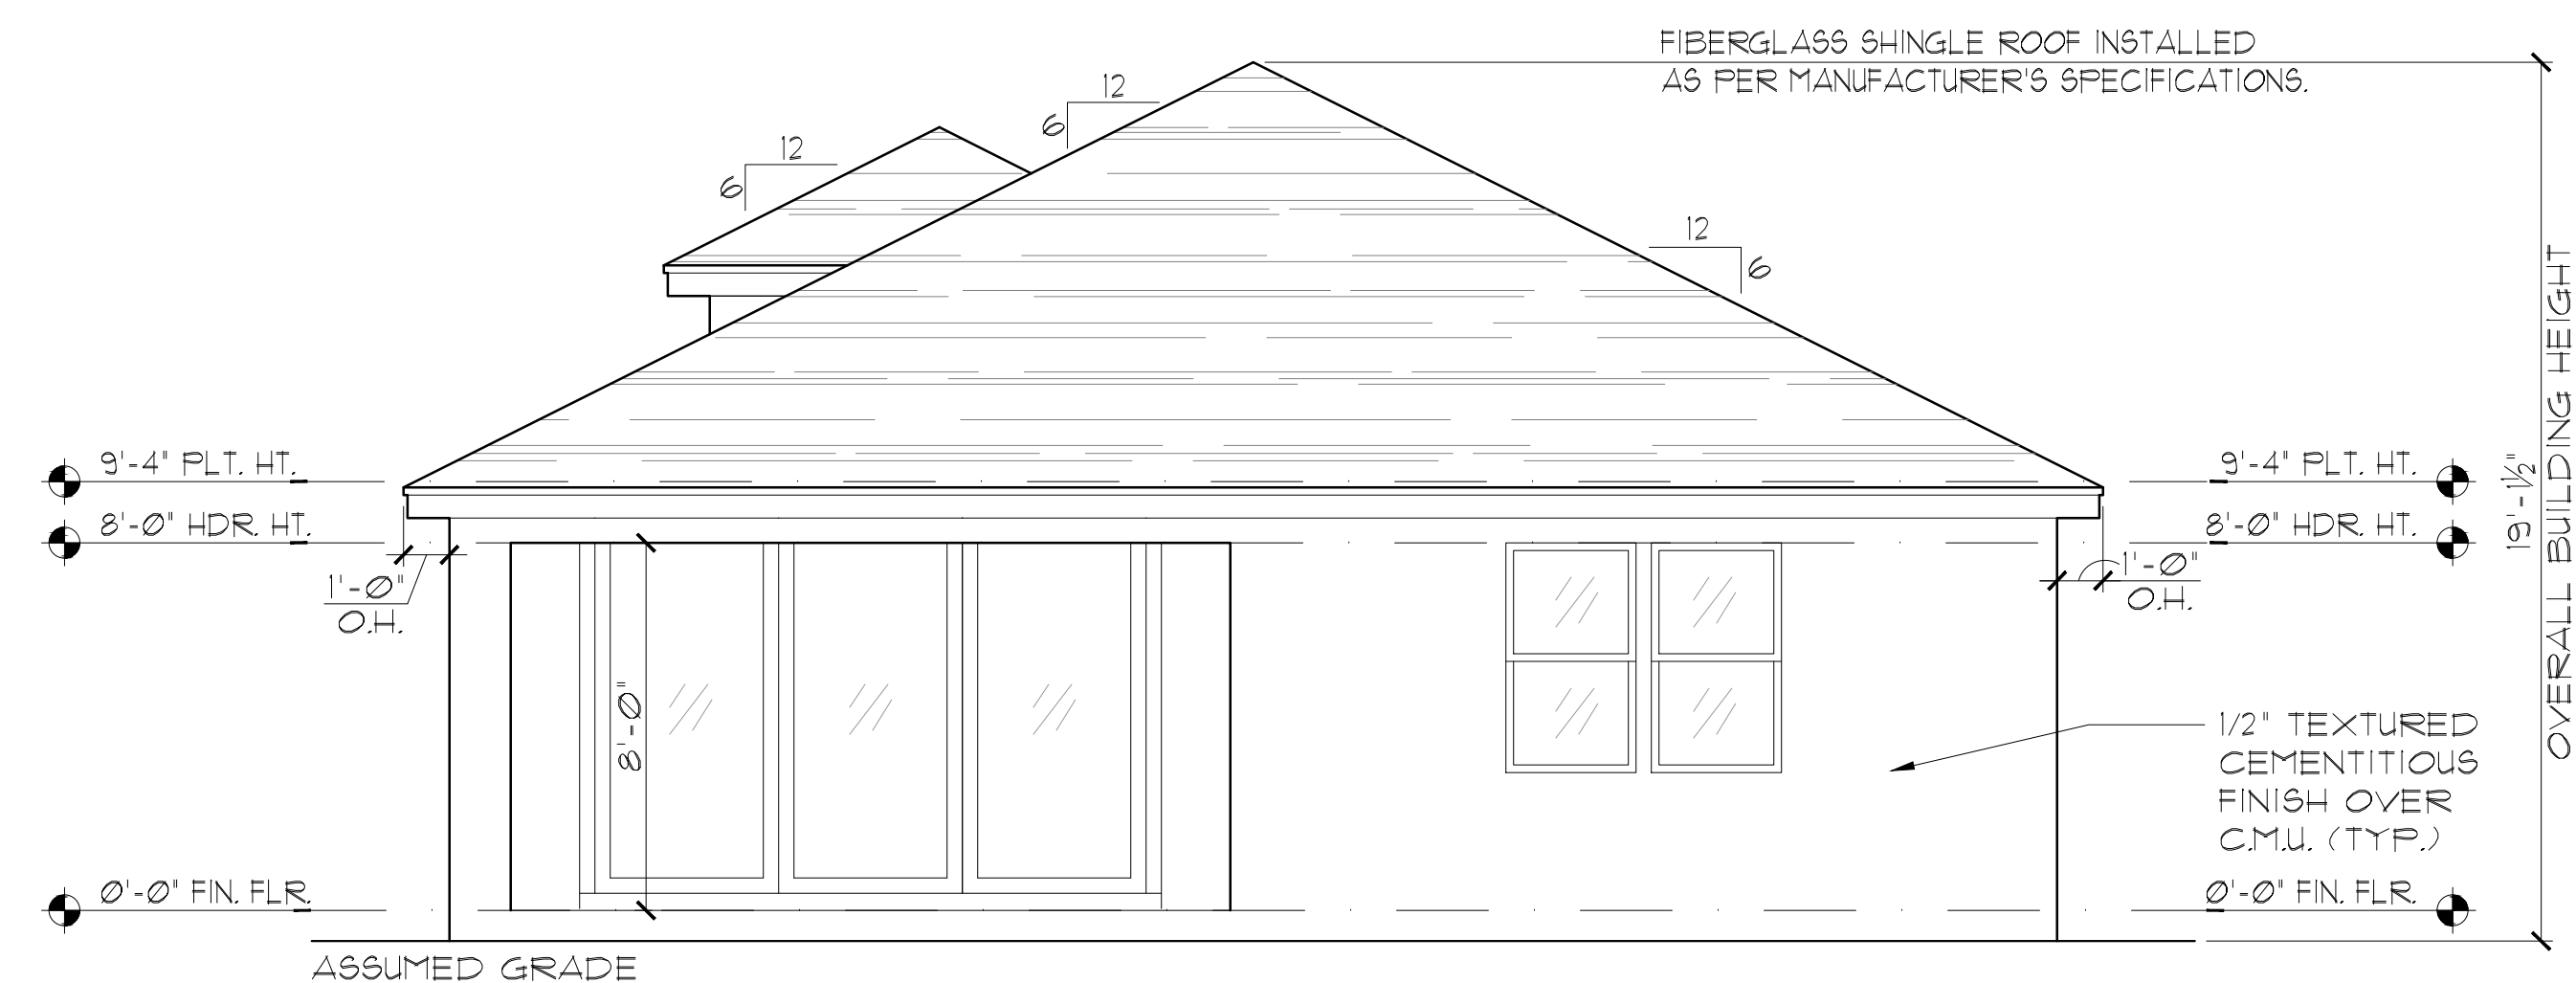 FIBERGLASS SHINGLE ROOF INSTALLED
AS PER MANUFACTURER'S SPECIFICATIONS.
12
6
12
6
12
6
9'-4" PLT. HT.
8'-0" HDR. HT.
1'-0"
O.H.
8'-0"
0'-0" FIN. FLR.
ASSUMED GRADE
9'-4" PLT. HT.
8'-0" HDR. HT.
1'-0"
O.H.
1/2" TEXTURED
CEMENTITIOUS
FINISH OVER
C.M.U. (TYP.)
0'-0" FIN. FLR.
19'-1½"
OVERALL BUILDING HEIGHT